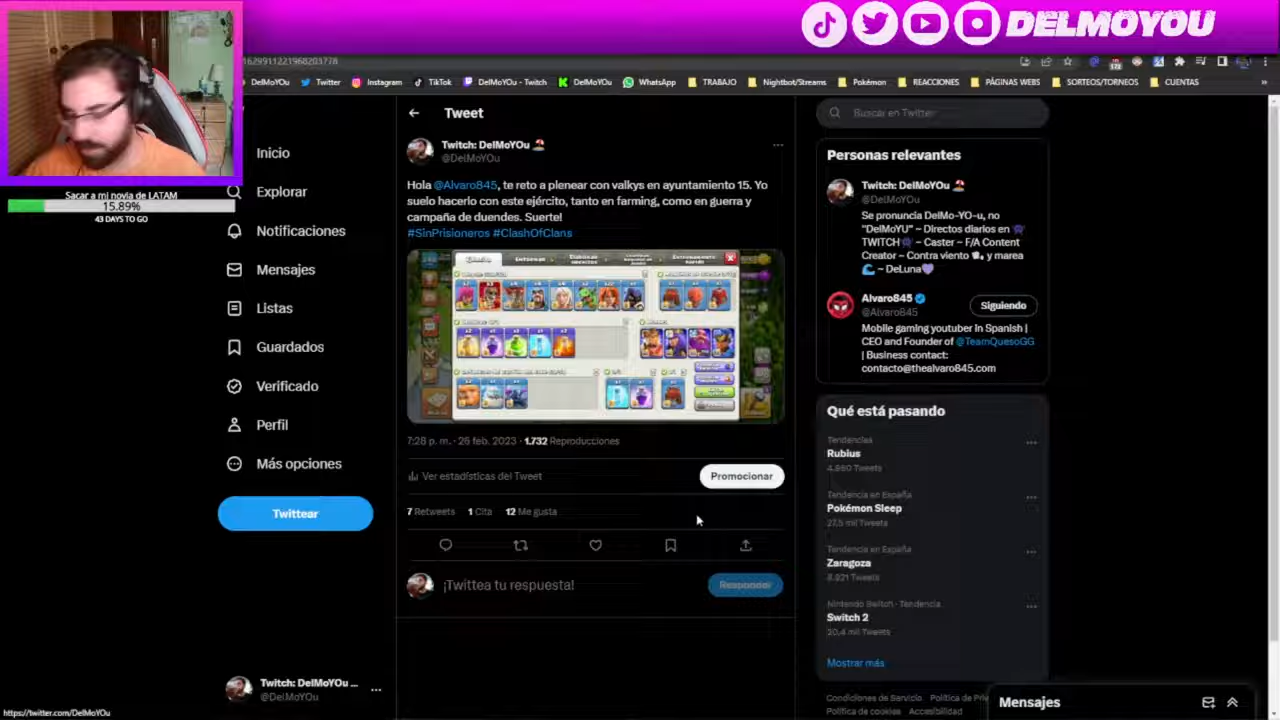 DELMOYOU
DelMoYOu
Twitter
Instagram
TikTok
DelMoYOu - Twitch
DelMoYOu
WhatsApp
TRABAJO
Nightbot/Streams
Pokémon
REACCIONES
PÁGINAS WEBS
SORTEOS/TORNEOS
CUENTAS
Sacar a mi novia de LATAM
15.89%
43 DAYS TO GO
Inicio
Explorar
Notificaciones
Mensajes
Listas
Guardados
Verificado
Perfil
Más opciones
Twittear
Twitch: DelMoYOu ...
@DelMoYOu
https://twitter.com/DelMoYOu
Tweet
Twitch: DelMoYOu
@DelMoYOu
Hola @Alvaro845, te reto a plenear con valkys en ayuntamiento 15. Yo
suelo hacerlo con este ejército, tanto en farming, como en guerra y
campaña de duendes. Suerte!
#SinPrisioneros #ClashOfClans
7:28 p. m. · 26 feb. 2023 · 1.732 Reproducciones
Ver estadísticas del Tweet
Promocionar
7 Retweets 1 Cita 12 Me gusta
¡Twittea tu respuesta!
Responder
Buscar en Twitter
Personas relevantes
Twitch: DelMoYOu
@DelMoYOu
Se pronuncia DelMo-YO-u, no
"DelMoYU" ~ Directos diarios en
TWITCH ~ Caster ~ F/A Content
Creator ~ Contra viento y marea
~ DeLuna
Alvaro845
@Alvaro845
Siguiendo
Mobile gaming youtuber in Spanish |
CEO and Founder of @TeamQuesoGG
| Business contact:
contacto@thealvaro845.com
Qué está pasando
Tendencias
Rubius
Tendencia en España
Pokémon Sleep
27,5 mil Tweets
Tendencia en España
Zaragoza
Nintendo Switch · Tendencia
Switch 2
20,4 mil Tweets
Mostrar más
Condiciones de Servicio
Política de cookies Accesibilidad
Mensajes